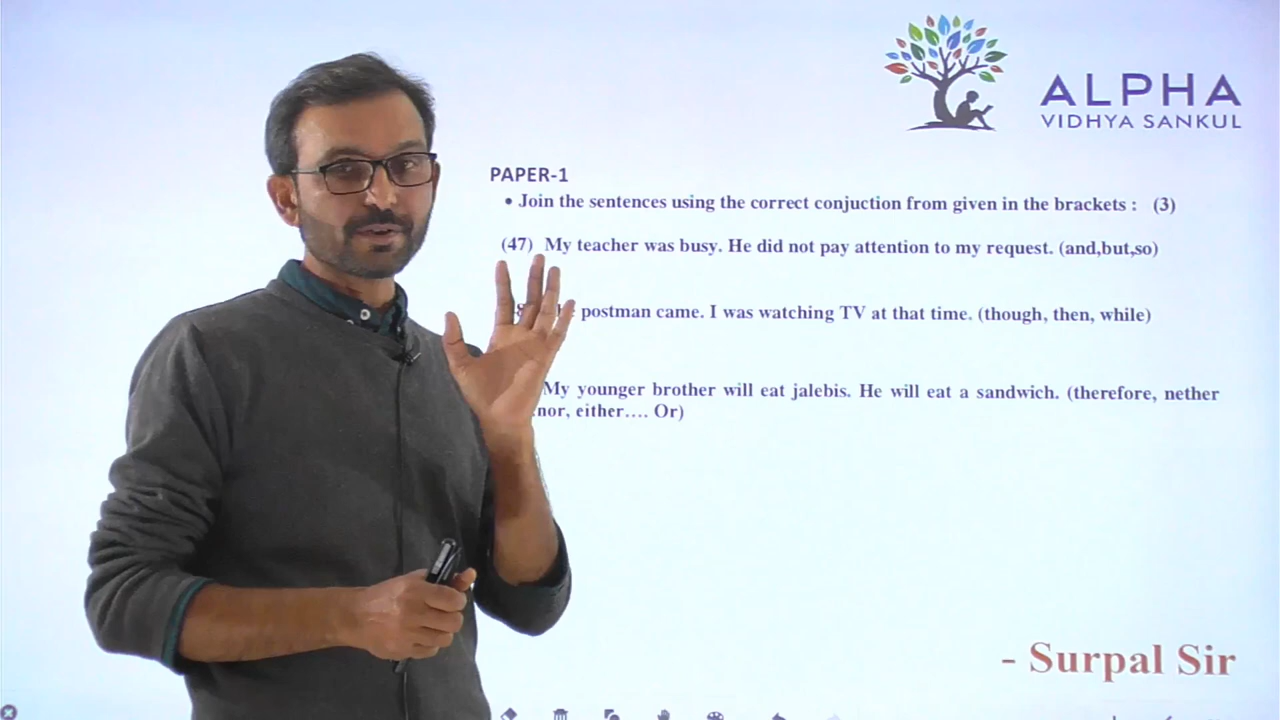 ALPHA
VIDHYA SANKUL
PAPER-1
• Join the sentences using the correct conjuction from given in the brackets : (3)
(47) My teacher was busy. He did not pay attention to my request. (and,but,so)
postman came. I was watching TV at that time. (though, then, while)
My younger brother will eat jalebis. He will eat a sandwich. (therefore, nether
nor, either…. Or)
- Surpal Sir